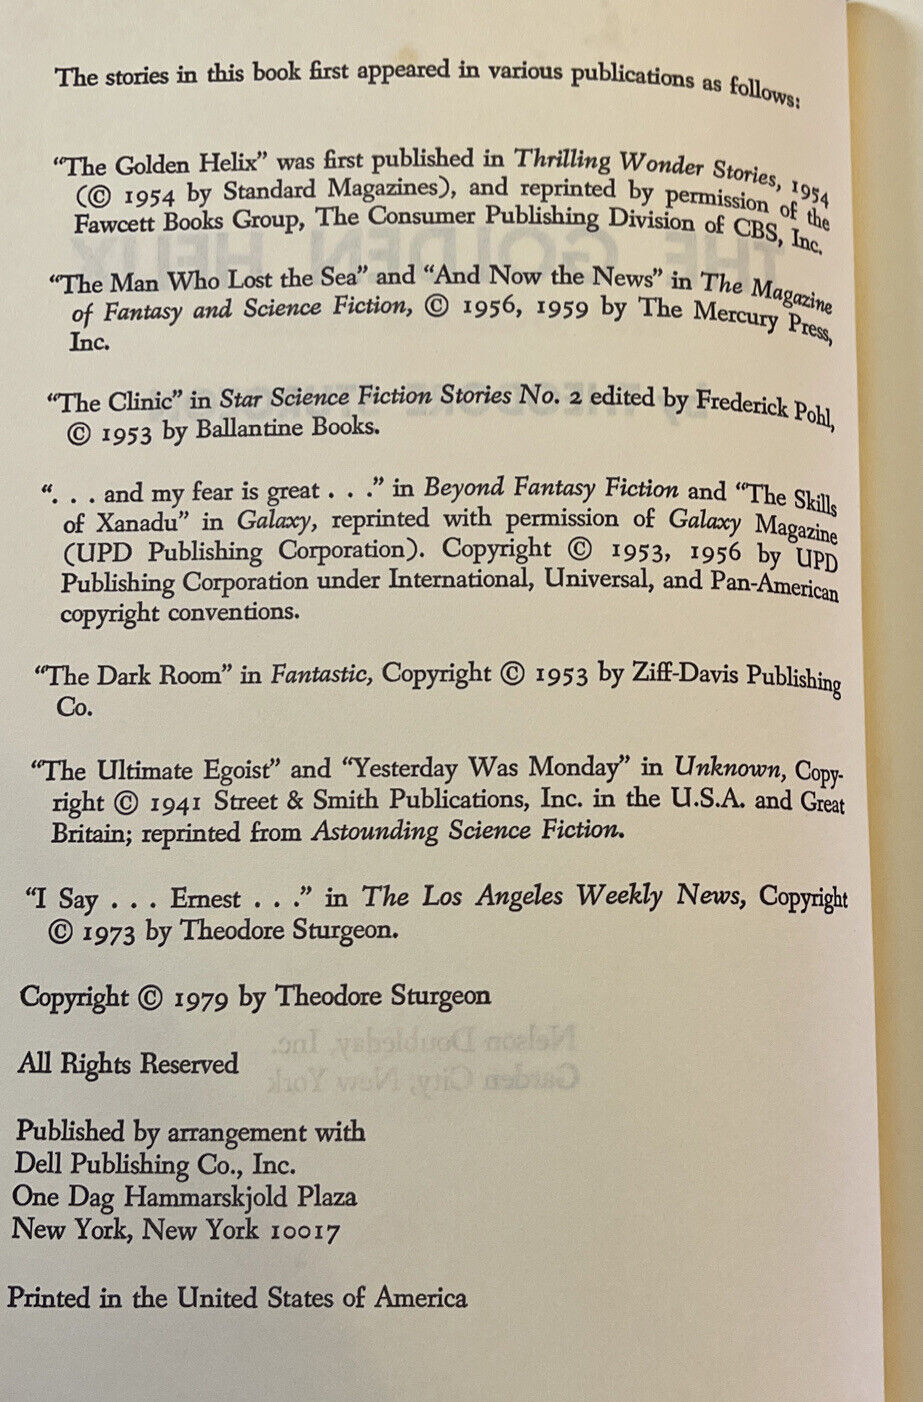 The stories in this book first appeared in various publications as follows:
“The Golden Helix” was first published in Thrilling Wonder Stories, 1954
(© 1954 by Standard Magazines), and reprinted by permission of the
Fawcett Books Group, The Consumer Publishing Division of CBS, Inc.
“The Man Who Lost the Sea” and “And Now the News” in The Magazine
of Fantasy and Science Fiction, © 1956, 1959 by The Mercury Press,
Inc.
“The Clinic” in Star Science Fiction Stories No. 2 edited by Frederick Pohl,
© 1953 by Ballantine Books.
“. . . and my fear is great . . .” in Beyond Fantasy Fiction and “The Skills
of Xanadu” in Galaxy, reprinted with permission of Galaxy Magazine
(UPD Publishing Corporation). Copyright © 1953, 1956 by UPD
Publishing Corporation under International, Universal, and Pan-American
copyright conventions.
“The Dark Room” in Fantastic, Copyright © 1953 by Ziff-Davis Publishing
Co.
“The Ultimate Egoist” and “Yesterday Was Monday” in Unknown, Copy-
right © 1941 Street & Smith Publications, Inc. in the U.S.A. and Great
Britain; reprinted from Astounding Science Fiction.
“I Say . . . Ernest . . .” in The Los Angeles Weekly News, Copyright
© 1973 by Theodore Sturgeon.
Copyright © 1979 by Theodore Sturgeon
All Rights Reserved
Published by arrangement with
Dell Publishing Co., Inc.
One Dag Hammarskjold Plaza
New York, New York 10017
Printed in the United States of America